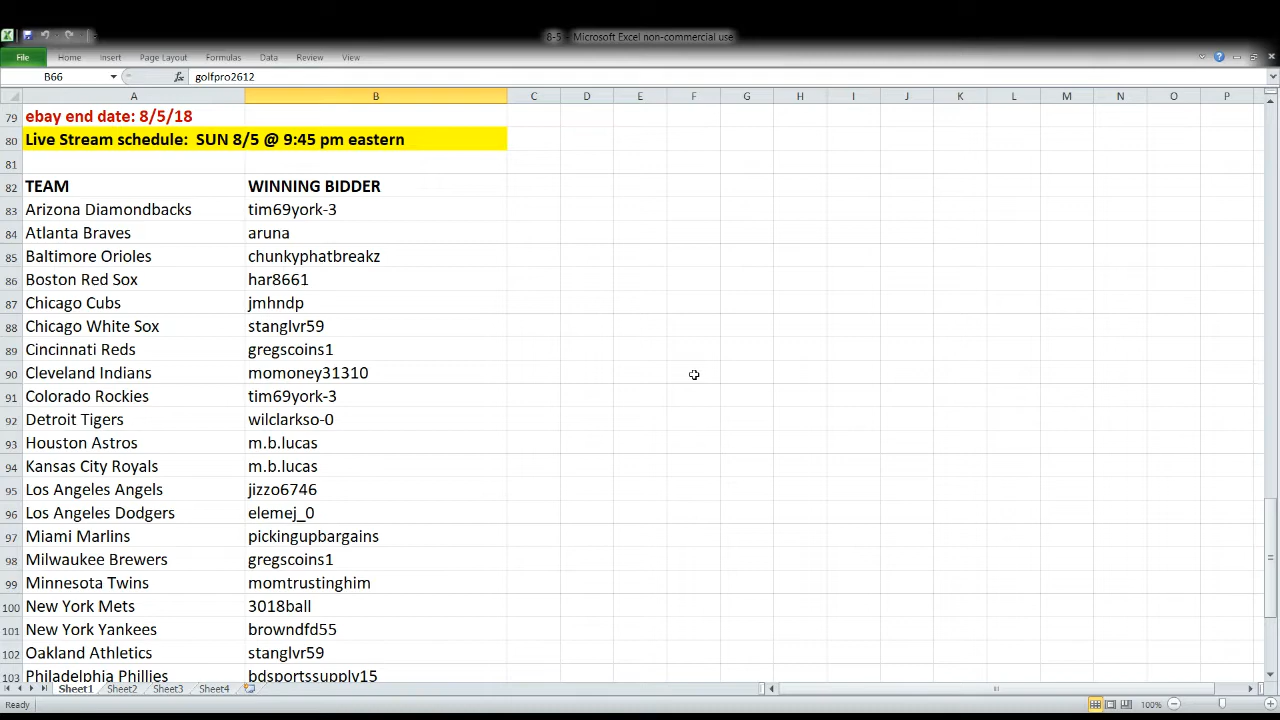 8-5 - Microsoft Excel non-commercial use
File Home Insert Page Layout Formulas Data Review View
B66 fx golfpro2612
A B C D E F G H I J K L M N O P
79 ebay end date: 8/5/18
80 Live Stream schedule: SUN 8/5 @ 9:45 pm eastern
81
82 TEAM WINNING BIDDER
83 Arizona Diamondbacks tim69york-3
84 Atlanta Braves aruna
85 Baltimore Orioles chunkyphatbreakz
86 Boston Red Sox har8661
87 Chicago Cubs jmhndp
88 Chicago White Sox stanglvr59
89 Cincinnati Reds gregscoins1
90 Cleveland Indians momoney31310
91 Colorado Rockies tim69york-3
92 Detroit Tigers wilclarkso-0
93 Houston Astros m.b.lucas
94 Kansas City Royals m.b.lucas
95 Los Angeles Angels jizzo6746
96 Los Angeles Dodgers elemej_0
97 Miami Marlins pickingupbargains
98 Milwaukee Brewers gregscoins1
99 Minnesota Twins momtrustinghim
100 New York Mets 3018ball
101 New York Yankees browndfd55
102 Oakland Athletics stanglvr59
103 Philadelphia Phillies bdsportssupply15
Sheet1 Sheet2 Sheet3 Sheet4
Ready 100%